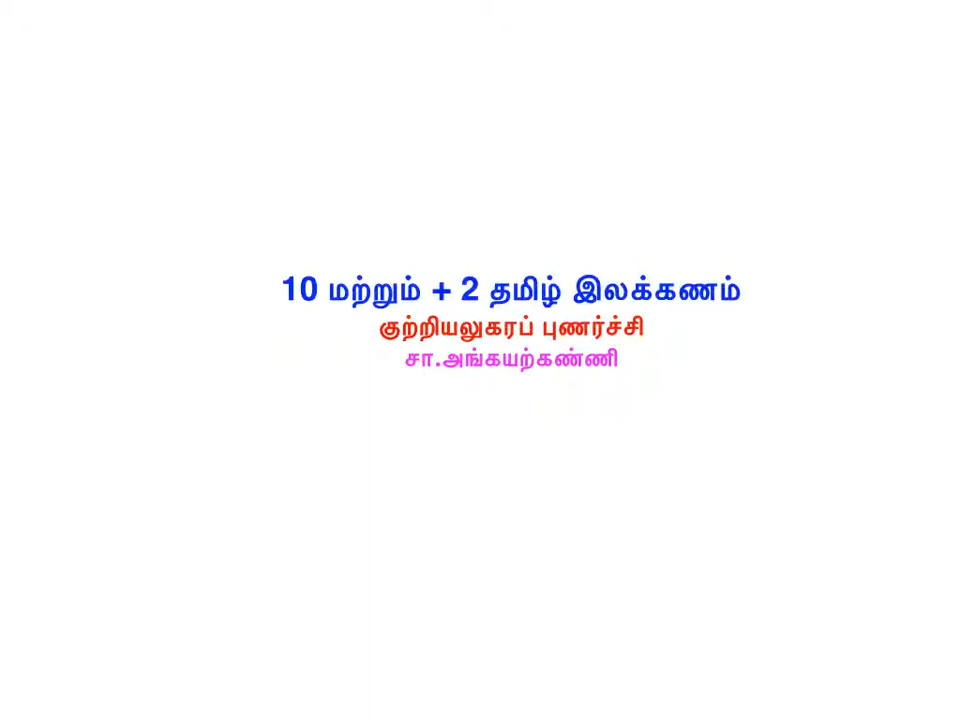 10 மற்றும் + 2 தமிழ் இலக்கணம்
குற்றியலுகரப் புணர்ச்சி
சா.அங்கயற்கண்ணி